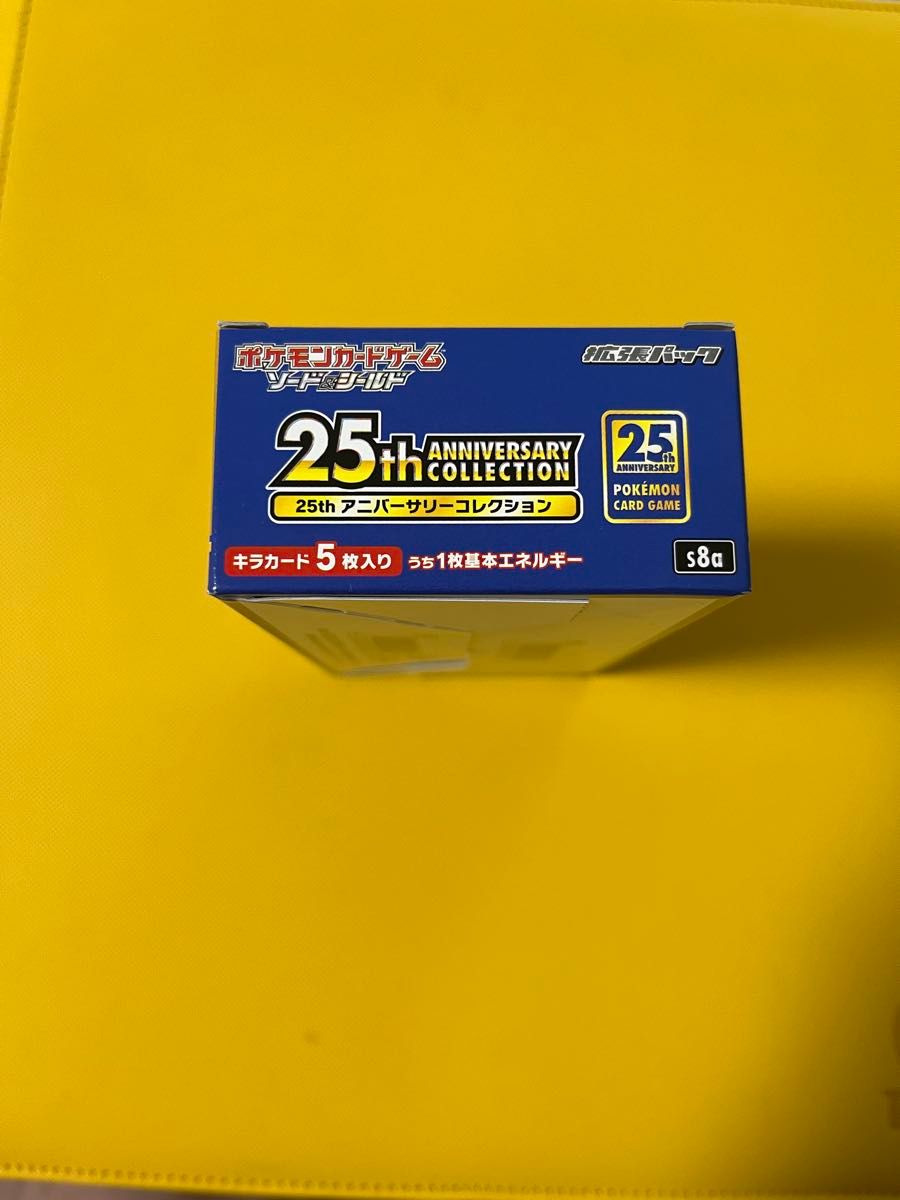 ポケモンカードゲーム
ソード&シールド
拡張パック
25th ANNIVERSARY COLLECTION
25th アニバーサリーコレクション
25th
ANNIVERSARY
POKÉMON
CARD GAME
キラカード5枚入り うち1枚基本エネルギー
s8a